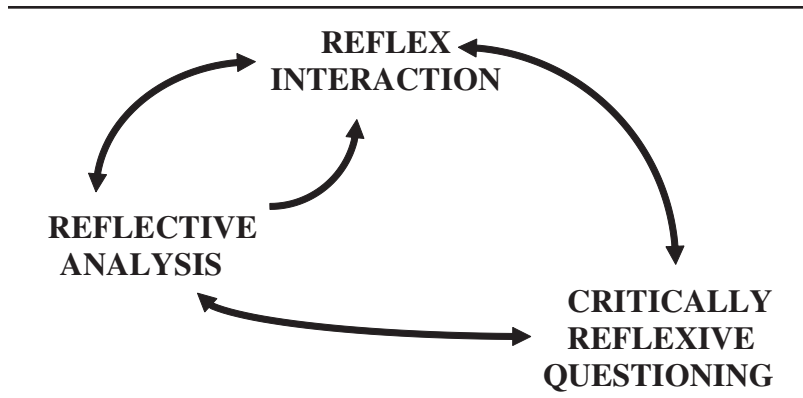 REFLEX
INTERACTION
REFLECTIVE
ANALYSIS
CRITICALLY
REFLEXIVE
QUESTIONING